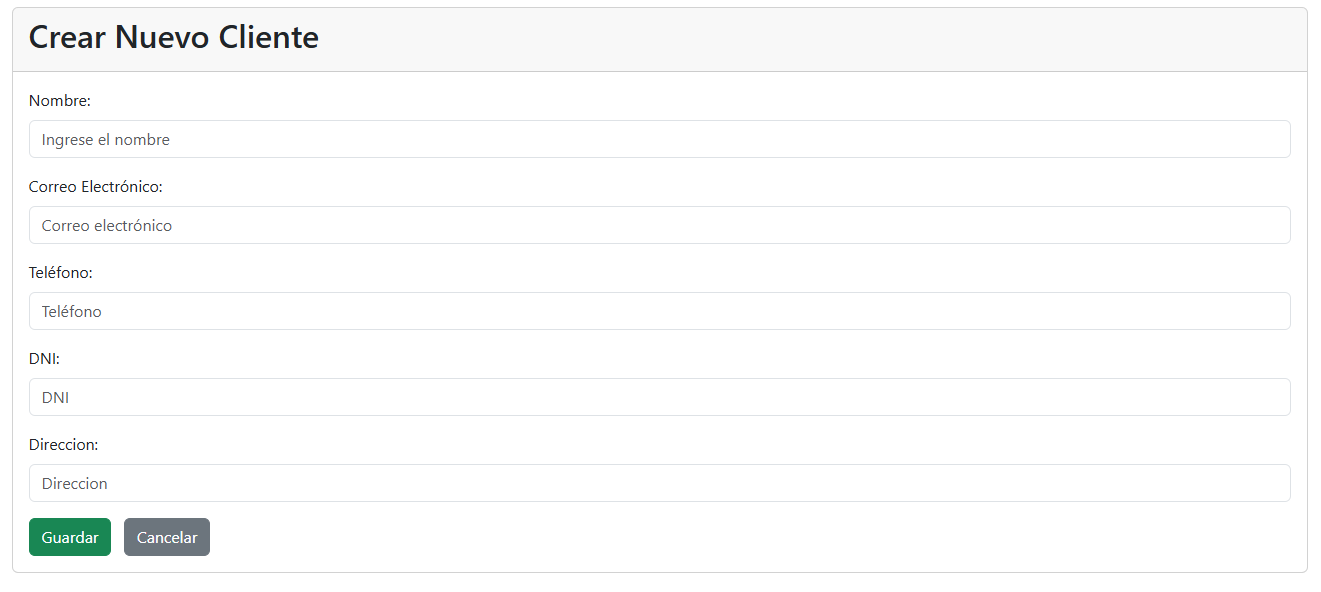 Crear Nuevo Cliente
Nombre:
Ingrese el nombre
Correo Electrónico:
Correo electrónico
Teléfono:
Teléfono
DNI:
DNI
Direccion:
Direccion
Guardar Cancelar